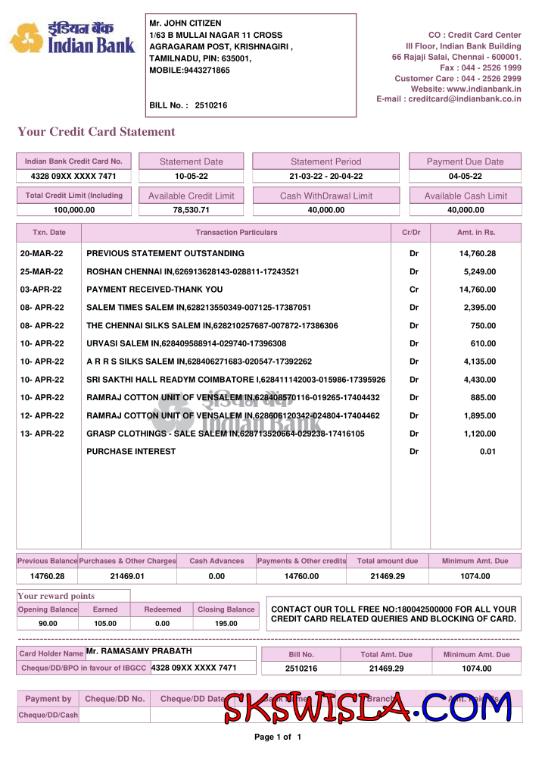 इंडियन बैंक
Indian Bank
Mr. JOHN CITIZEN
1/63 B MULLAI NAGAR 11 CROSS
AGRAGARAM POST, KRISHNAGIRI ,
TAMILNADU, PIN: 635001,
MOBILE:9443271865
BILL No. : 2510216
CO : Credit Card Center
III Floor, Indian Bank Building
66 Rajaji Salai, Chennai - 600001.
Fax : 044 - 2526 1999
Customer Care : 044 - 2526 2999
Website: www.indianbank.in
E-mail : creditcard@indianbank.co.in
Your Credit Card Statement
Indian Bank Credit Card No. Statement Date Statement Period Payment Due Date
4328 09XX XXXX 7471 10-05-22 21-03-22 - 20-04-22 04-05-22
Total Credit Limit (Including Available Credit Limit Cash WithDrawal Limit Available Cash Limit
100,000.00 78,530.71 40,000.00 40,000.00
Txn. Date Transaction Particulars Cr/Dr Amt. in Rs.
20-MAR-22 PREVIOUS STATEMENT OUTSTANDING Dr 14,760.28
25-MAR-22 ROSHAN CHENNAI IN,626913628143-028811-17243521 Dr 5,249.00
03-APR-22 PAYMENT RECEIVED-THANK YOU Cr 14,760.00
08- APR-22 SALEM TIMES SALEM IN,628213550349-007125-17387051 Dr 2,395.00
08- APR-22 THE CHENNAI SILKS SALEM IN,628210257687-007872-17386306 Dr 750.00
10- APR-22 URVASI SALEM IN,628409588914-029740-17396308 Dr 610.00
10- APR-22 A R R S SILKS SALEM IN,628406271683-020547-17392262 Dr 4,135.00
10- APR-22 SRI SAKTHI HALL READYM COIMBATORE I,628411142003-015986-17395926 Dr 4,430.00
10- APR-22 RAMRAJ COTTON UNIT OF VENSALEM IN,628408570116-019265-17404432 Dr 885.00
12- APR-22 RAMRAJ COTTON UNIT OF VENSALEM IN,628606120342-024804-17404462 Dr 1,895.00
13- APR-22 GRASP CLOTHINGS - SALE SALEM IN,628713520664-029238-17416105 Dr 1,120.00
PURCHASE INTEREST Dr 0.01
इंडियन बैंक
Indian Bank
Previous Balance Purchases & Other Charges Cash Advances Payments & Other credits Total amount due Minimum Amt. Due
14760.28 21469.01 0.00 14760.00 21469.29 1074.00
Your reward points
Opening Balance Earned Redeemed Closing Balance
90.00 105.00 0.00 195.00
CONTACT OUR TOLL FREE NO:180042500000 FOR ALL YOUR
CREDIT CARD RELATED QUERIES AND BLOCKING OF CARD.
Card Holder Name Mr. RAMASAMY PRABATH
Cheque/DD/BPO in favour of IBGCC 4328 09XX XXXX 7471
Bill No. Total Amt. Due Minimum Amt. Due
2510216 21469.29 1074.00
Payment by Cheque/DD No. Cheque/DD Date Branch
Cheque/DD/Cash
SKSWISLA.COM
Page 1 of 1